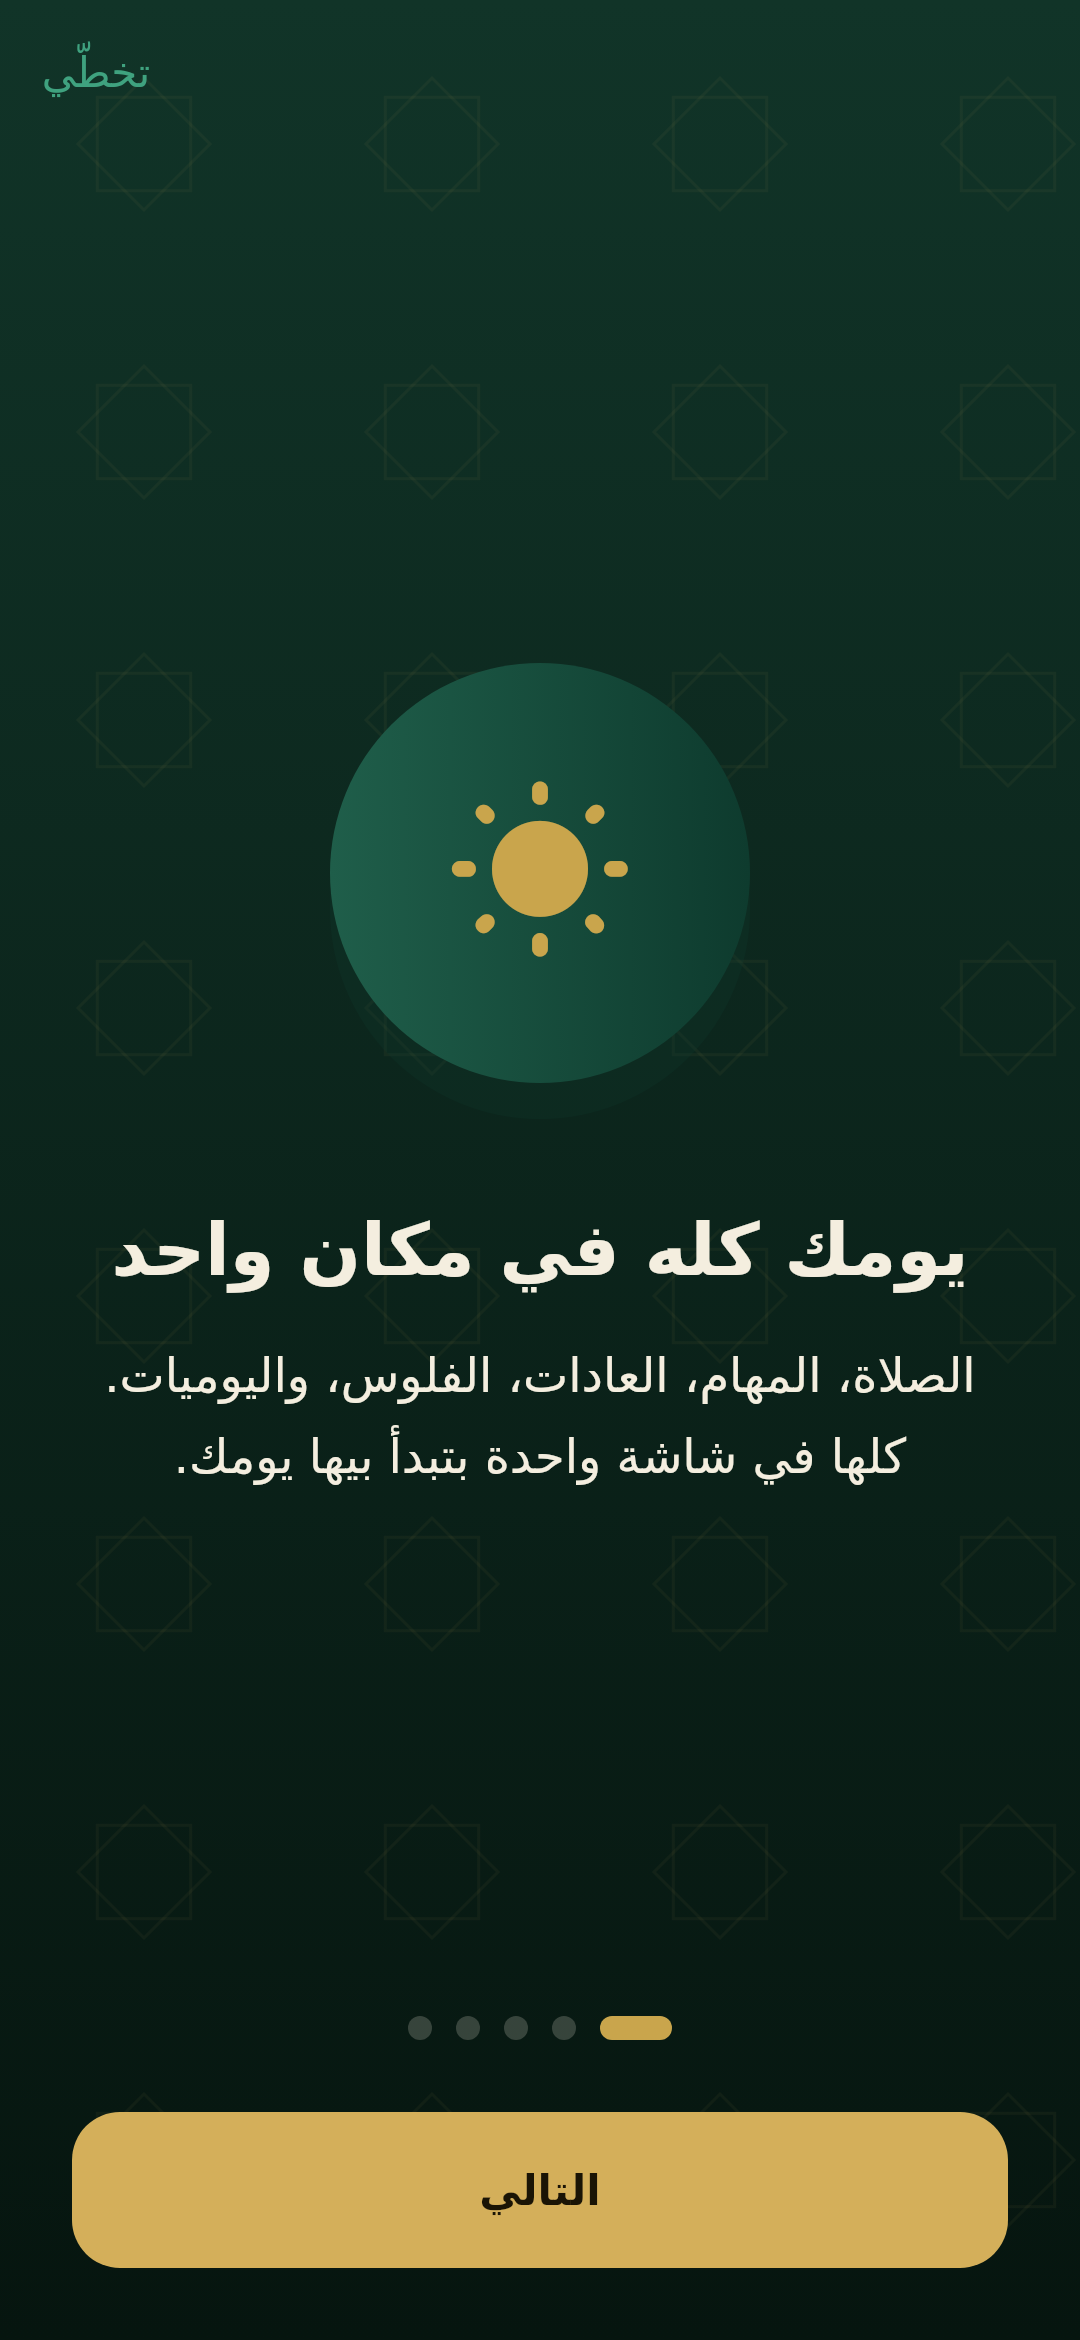 تخطّي
يومك كله في مكان واحد
الصلاة، المهام، العادات، الفلوس، واليوميات.
كلها في شاشة واحدة بتبدأ بيها يومك.
التالي